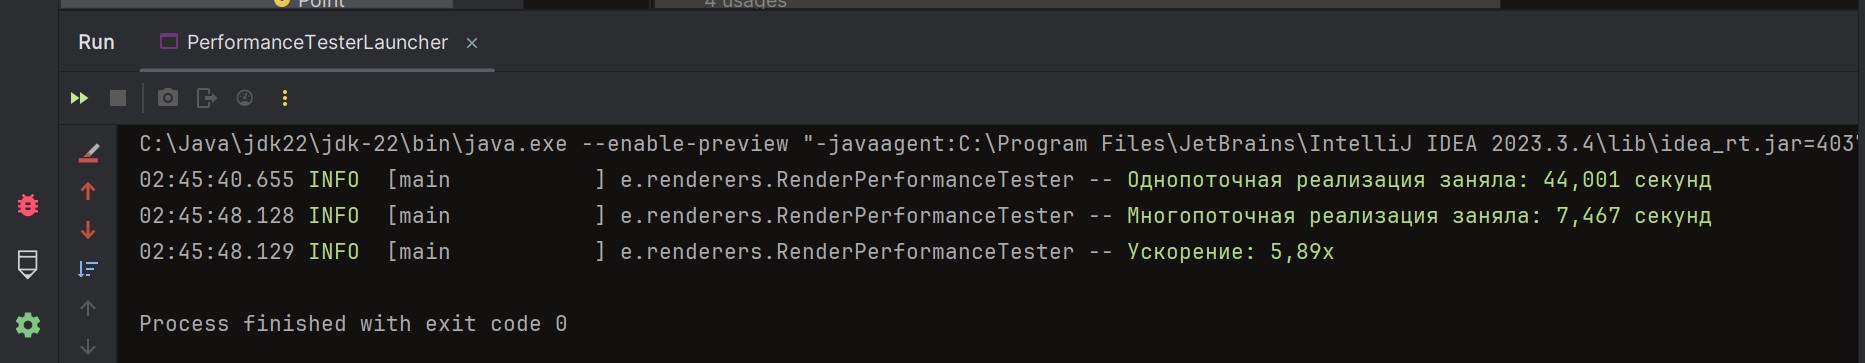 Point
4 usages
Run PerformanceTesterLauncher ×
C:\Java\jdk22\jdk-22\bin\java.exe --enable-preview "-javaagent:C:\Program Files\JetBrains\IntelliJ IDEA 2023.3.4\lib\idea_rt.jar=403
02:45:40.655 INFO  [main           ] e.renderers.RenderPerformanceTester -- Однопоточная реализация заняла: 44,001 секунд
02:45:48.128 INFO  [main           ] e.renderers.RenderPerformanceTester -- Многопоточная реализация заняла: 7,467 секунд
02:45:48.129 INFO  [main           ] e.renderers.RenderPerformanceTester -- Ускорение: 5,89x
Process finished with exit code 0